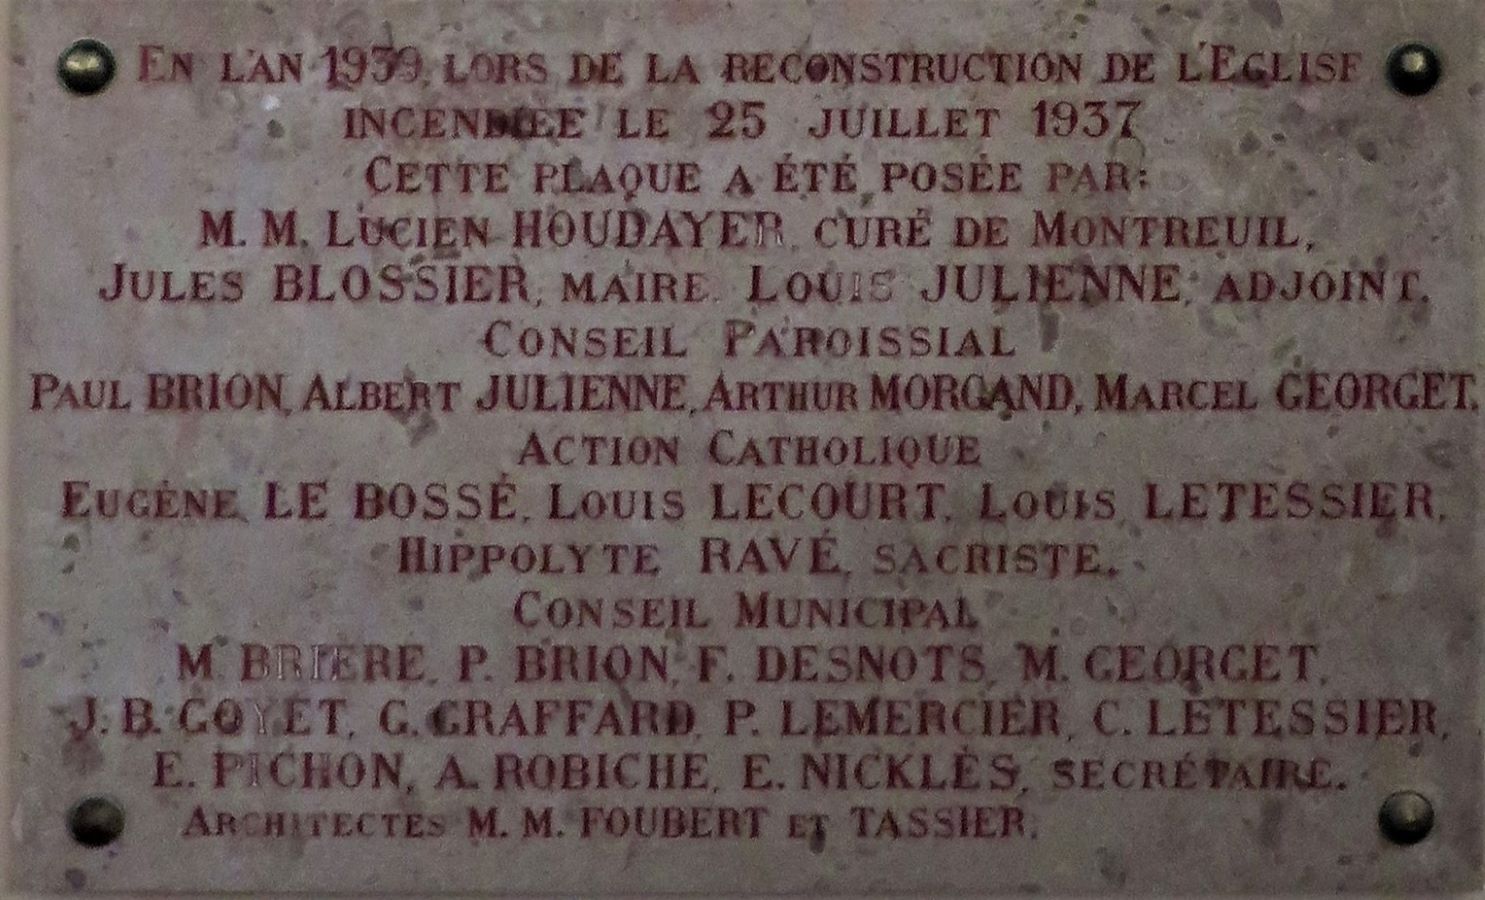 EN L'AN 1939, LORS DE LA RECONSTRUCTION DE L'EGLISE
INCENDIÉE LE 25 JUILLET 1937
CETTE PLAQUE A ÉTÉ POSÉE PAR:
M. M. LUCIEN HOUDAYER, CURÉ DE MONTREUIL,
JULES BLOSSIER, MAIRE, LOUIS JULIENNE, ADJOINT.
CONSEIL PAROISSIAL
PAUL BRION, ALBERT JULIENNE, ARTHUR MORGAND, MARCEL GEORGET.
ACTION CATHOLIQUE
EUGÈNE LE BOSSÉ, LOUIS LECOURT, LOUIS LETESSIER,
HIPPOLYTE RAVÉ, SACRISTE.
CONSEIL MUNICIPAL
M. BRIERE, P. BRION, F. DESNOTS, M. GEORGET,
J. B. GOYET, G. GRAFFARD, P. LEMERCIER, C. LETESSIER,
E. PICHON, A. ROBICHE, E. NICKLÈS, SECRÉTAIRE.
ARCHITECTES M. M. FOUBERT ET TASSIER.